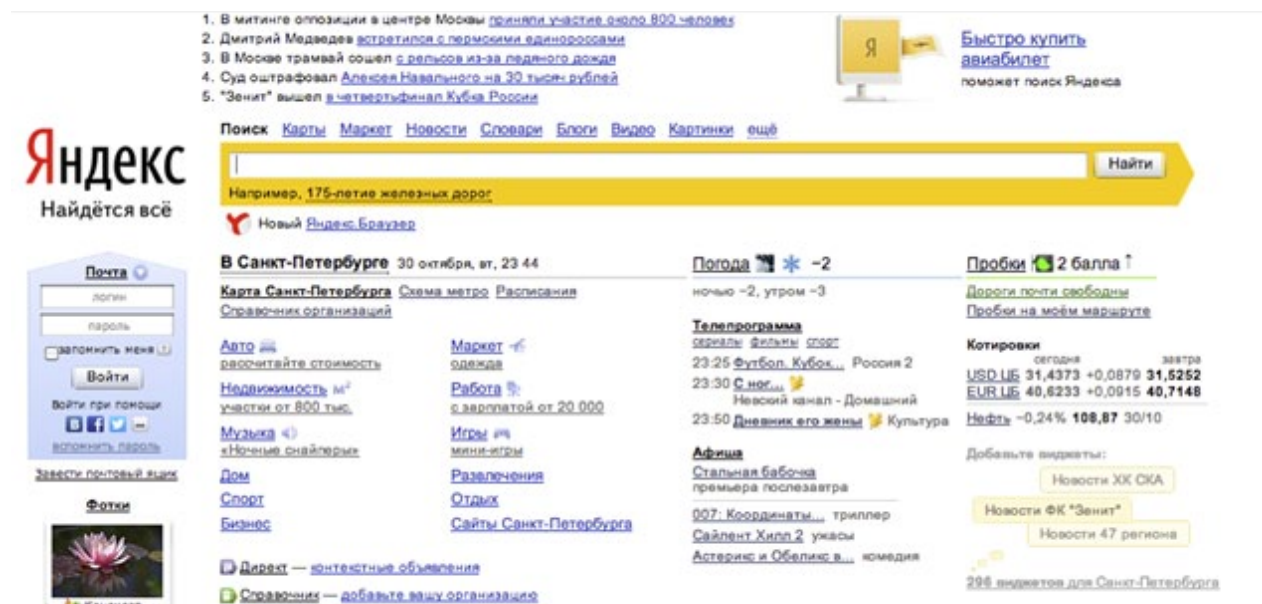 1. В митинге оппозиции в центре Москвы приняли участие около 800 человек
2. Дмитрий Медведев встретился с пермскими единороссами
3. В Москве трамвай сошел с рельсов из-за ледяного дождя
4. Суд оштрафовал Алексея Навального на 30 тысяч рублей
5. "Зенит" вышел в четвертьфинал Кубка России
Я
Быстро купить
авиабилет
поможет поиск Яндекса
Яндекс
Найдётся всё
Поиск Карты Маркет Новости Словари Блоги Видео Картинки ещё
Найти
Например, 175-летие железных дорог
Новый Яндекс.Браузер
Почта
логин
пароль
запомнить меня
Войти
Войти при помощи
вспомнить пароль
Завести почтовый ящик
Фотки
В Санкт-Петербурге 30 октября, вт, 23 44
Карта Санкт-Петербурга Схема метро Расписания
Справочник организаций
Авто
рассчитайте стоимость
Недвижимость м²
участки от 800 тыс.
Музыка
«Ночные снайперы»
Дом
Спорт
Бизнес
Маркет
одежда
Работа
с зарплатой от 20 000
Игры
мини-игры
Развлечения
Отдых
Сайты Санкт-Петербурга
Директ — контекстные объявления
Справочник — добавьте вашу организацию
Погода −2
ночью −2, утром −3
Телепрограмма
сериалы фильмы спорт
23:25 Футбол. Кубок... Россия 2
23:30 С ног...
Невский канал - Домашний
23:50 Дневник его жены Культура
Афиша
Стальная бабочка
премьера послезавтра
007: Координаты... триллер
Сайлент Хилл 2 ужасы
Астерикс и Обеликс в... комедия
Пробки 2 балла ↑
Дороги почти свободны
Пробки на моём маршруте
Котировки
сегодня завтра
USD ЦБ 31,4373 +0,0879 31,5252
EUR ЦБ 40,6233 +0,0915 40,7148
Нефть −0,24% 108,87 30/10
Добавьте виджеты:
Новости ХК СКА
Новости ФК "Зенит"
Новости 47 региона
296 виджетов для Санкт-Петербурга